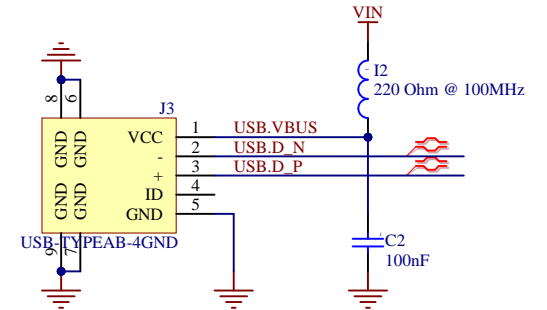 VIN
I2
220 Ohm @ 100MHz
J3
8
6
GND
GND
VCC
1
USB.VBUS
-
2
USB.D_N
+
3
USB.D_P
ID
4
GND
5
GND
GND
USB-TYPEAB-4GND
9
7
C2
100nF